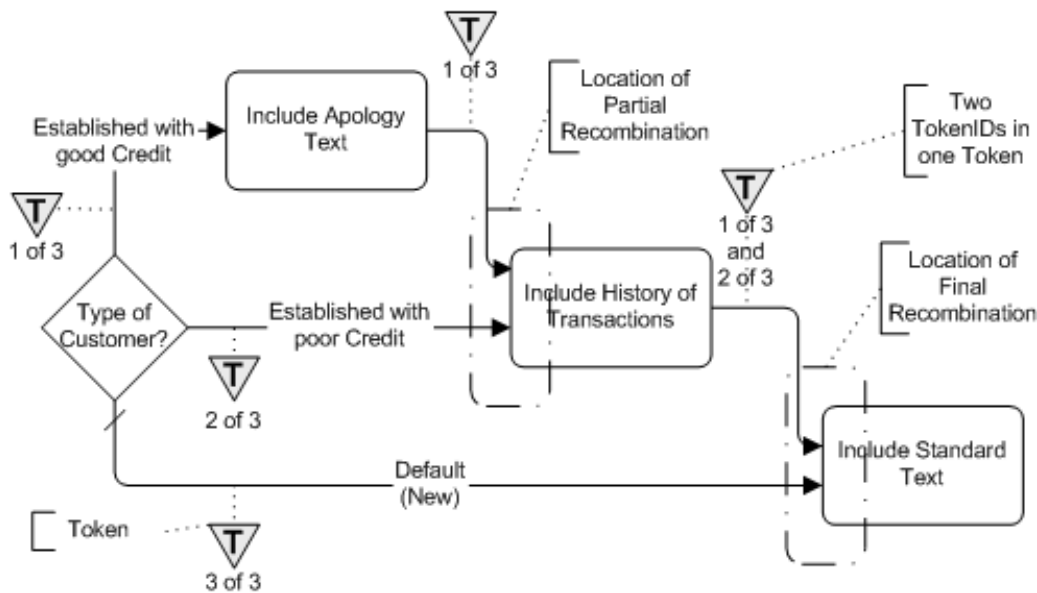 T
1 of 3
Include Apology
Text
Location of
Partial
Recombination
Two
TokenIDs in
one Token
Established with
good Credit
T
1 of 3
T
1 of 3
and
2 of 3
Location of
Final
Recombination
Type of
Customer?
Established with
poor Credit
Include History of
Transactions
T
2 of 3
Include Standard
Text
Default
(New)
Token
T
3 of 3